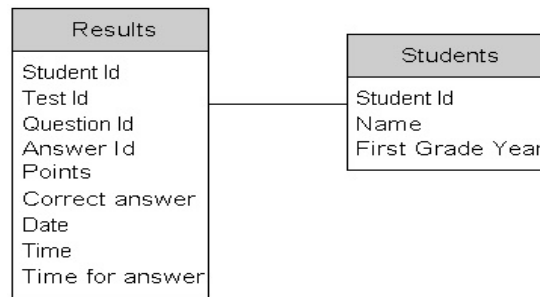 Results
Student Id
Test Id
Question Id
Answer Id
Points
Correct answer
Date
Time
Time for answer
Students
Student Id
Name
First Grade Year